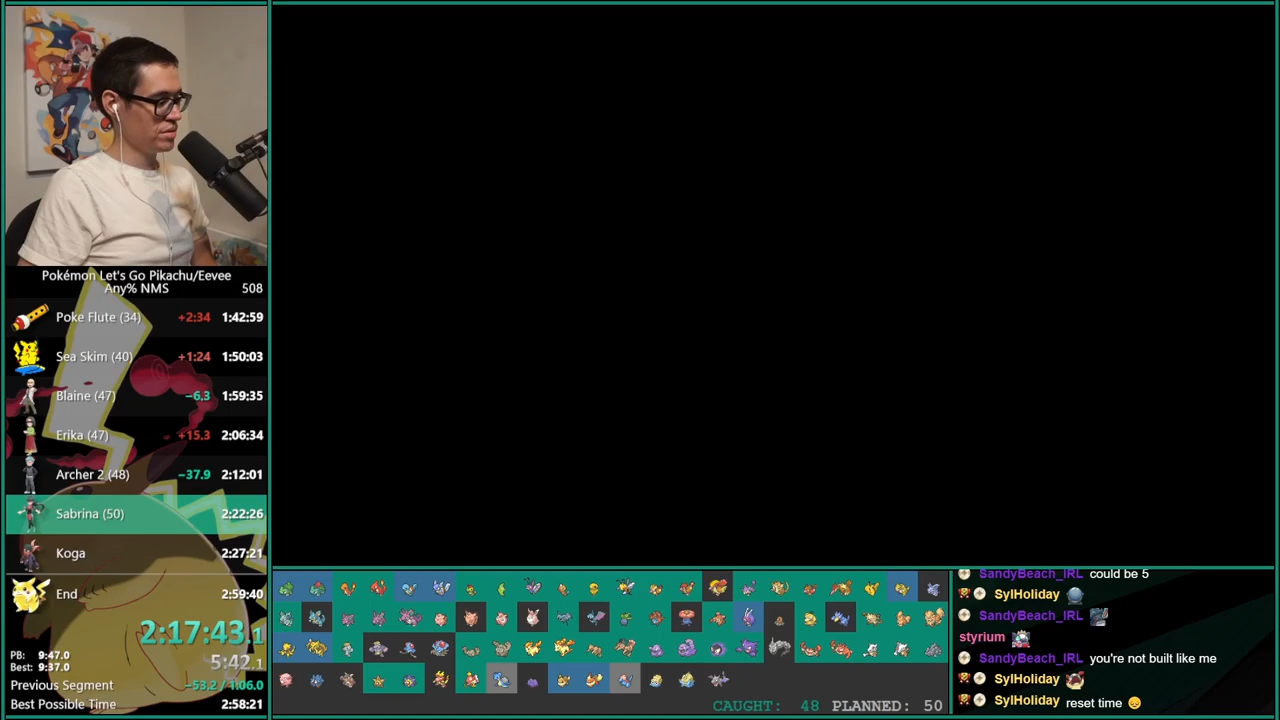 Pokémon Let's Go Pikachu/Eevee
Any% NMS 508
Poke Flute (34) +2:34 1:42:59
Sea Skim (40) +1:24 1:50:03
Blaine (47) −6.3 1:59:35
Erika (47) +15.3 2:06:34
Archer 2 (48) −37.9 2:12:01
Sabrina (50) 2:22:26
Koga 2:27:21
End 2:59:40
2:17:43.1
PB: 9:47.0
Best: 9:37.0
5:42.1
Previous Segment −53.2 / 1:06.0
Best Possible Time 2:58:21
CAUGHT: 48 PLANNED: 50
SandyBeach_IRL could be 5
SylHoliday
SandyBeach_IRL
styrium
SandyBeach_IRL you're not built like me
SylHoliday
SylHoliday reset time